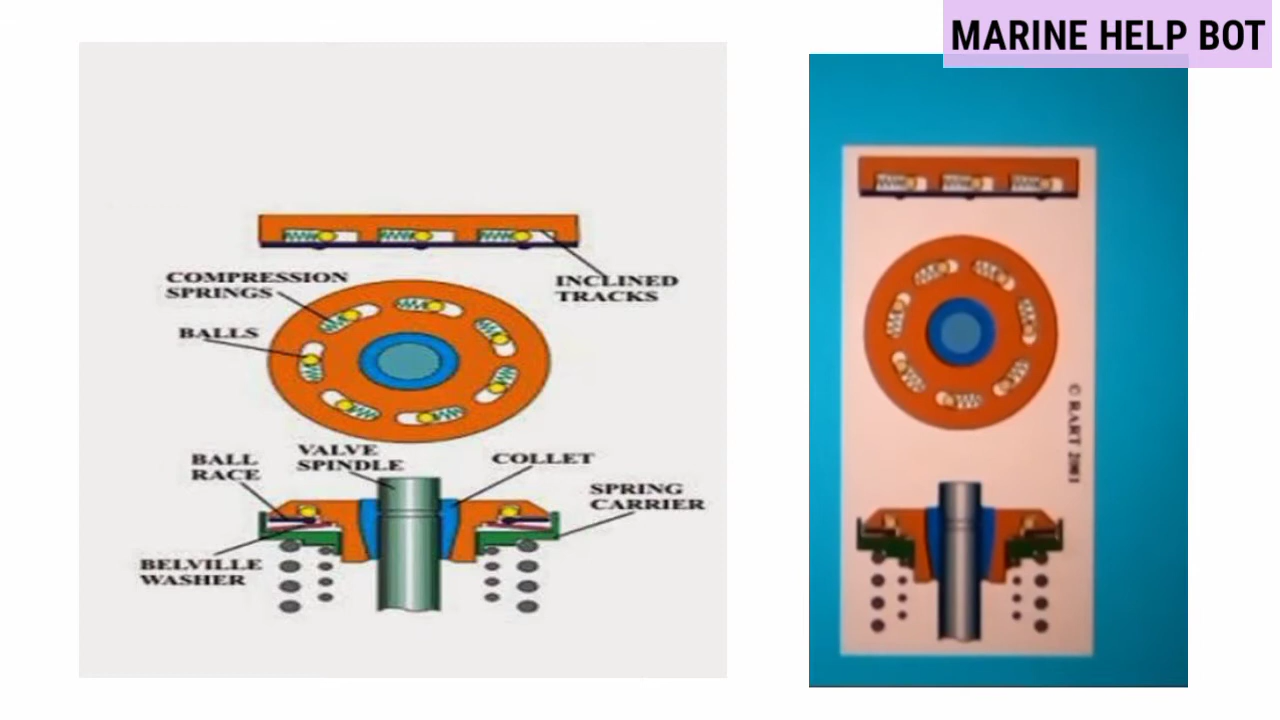 MARINE HELP BOT
COMPRESSION
SPRINGS
INCLINED
TRACKS
BALLS
VALVE
SPINDLE
BALL
RACE
COLLET
SPRING
CARRIER
BELVILLE
WASHER
© RART 2001